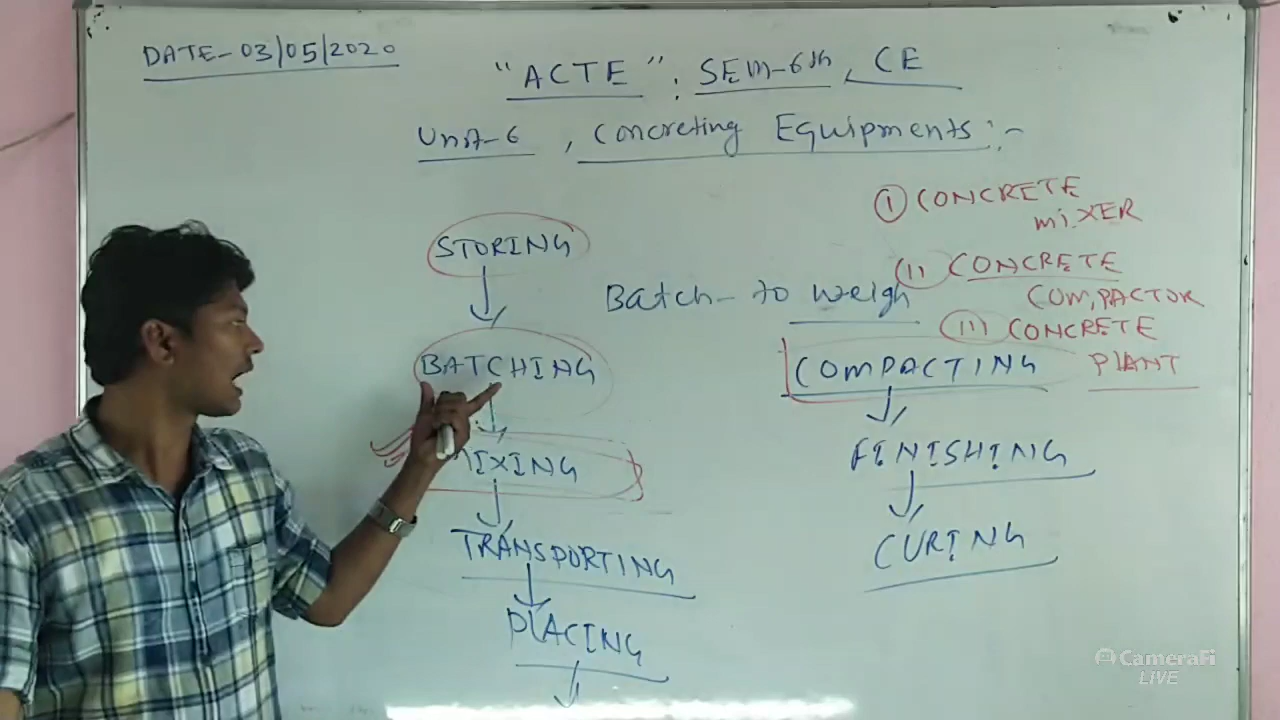 DATE-03/05/2020
"ACTE", SEM-6th, CE
Unit-6, Concreting Equipments:-
STORING
BATCHING
MIXING
TRANSPORTING
PLACING
Batch- to weigh
COMPACTING
FINISHING
CURING
(I) CONCRETE
MIXER
(II) CONCRETE
COMPACTOR
(III) CONCRETE
PLANT
CameraFi
LIVE